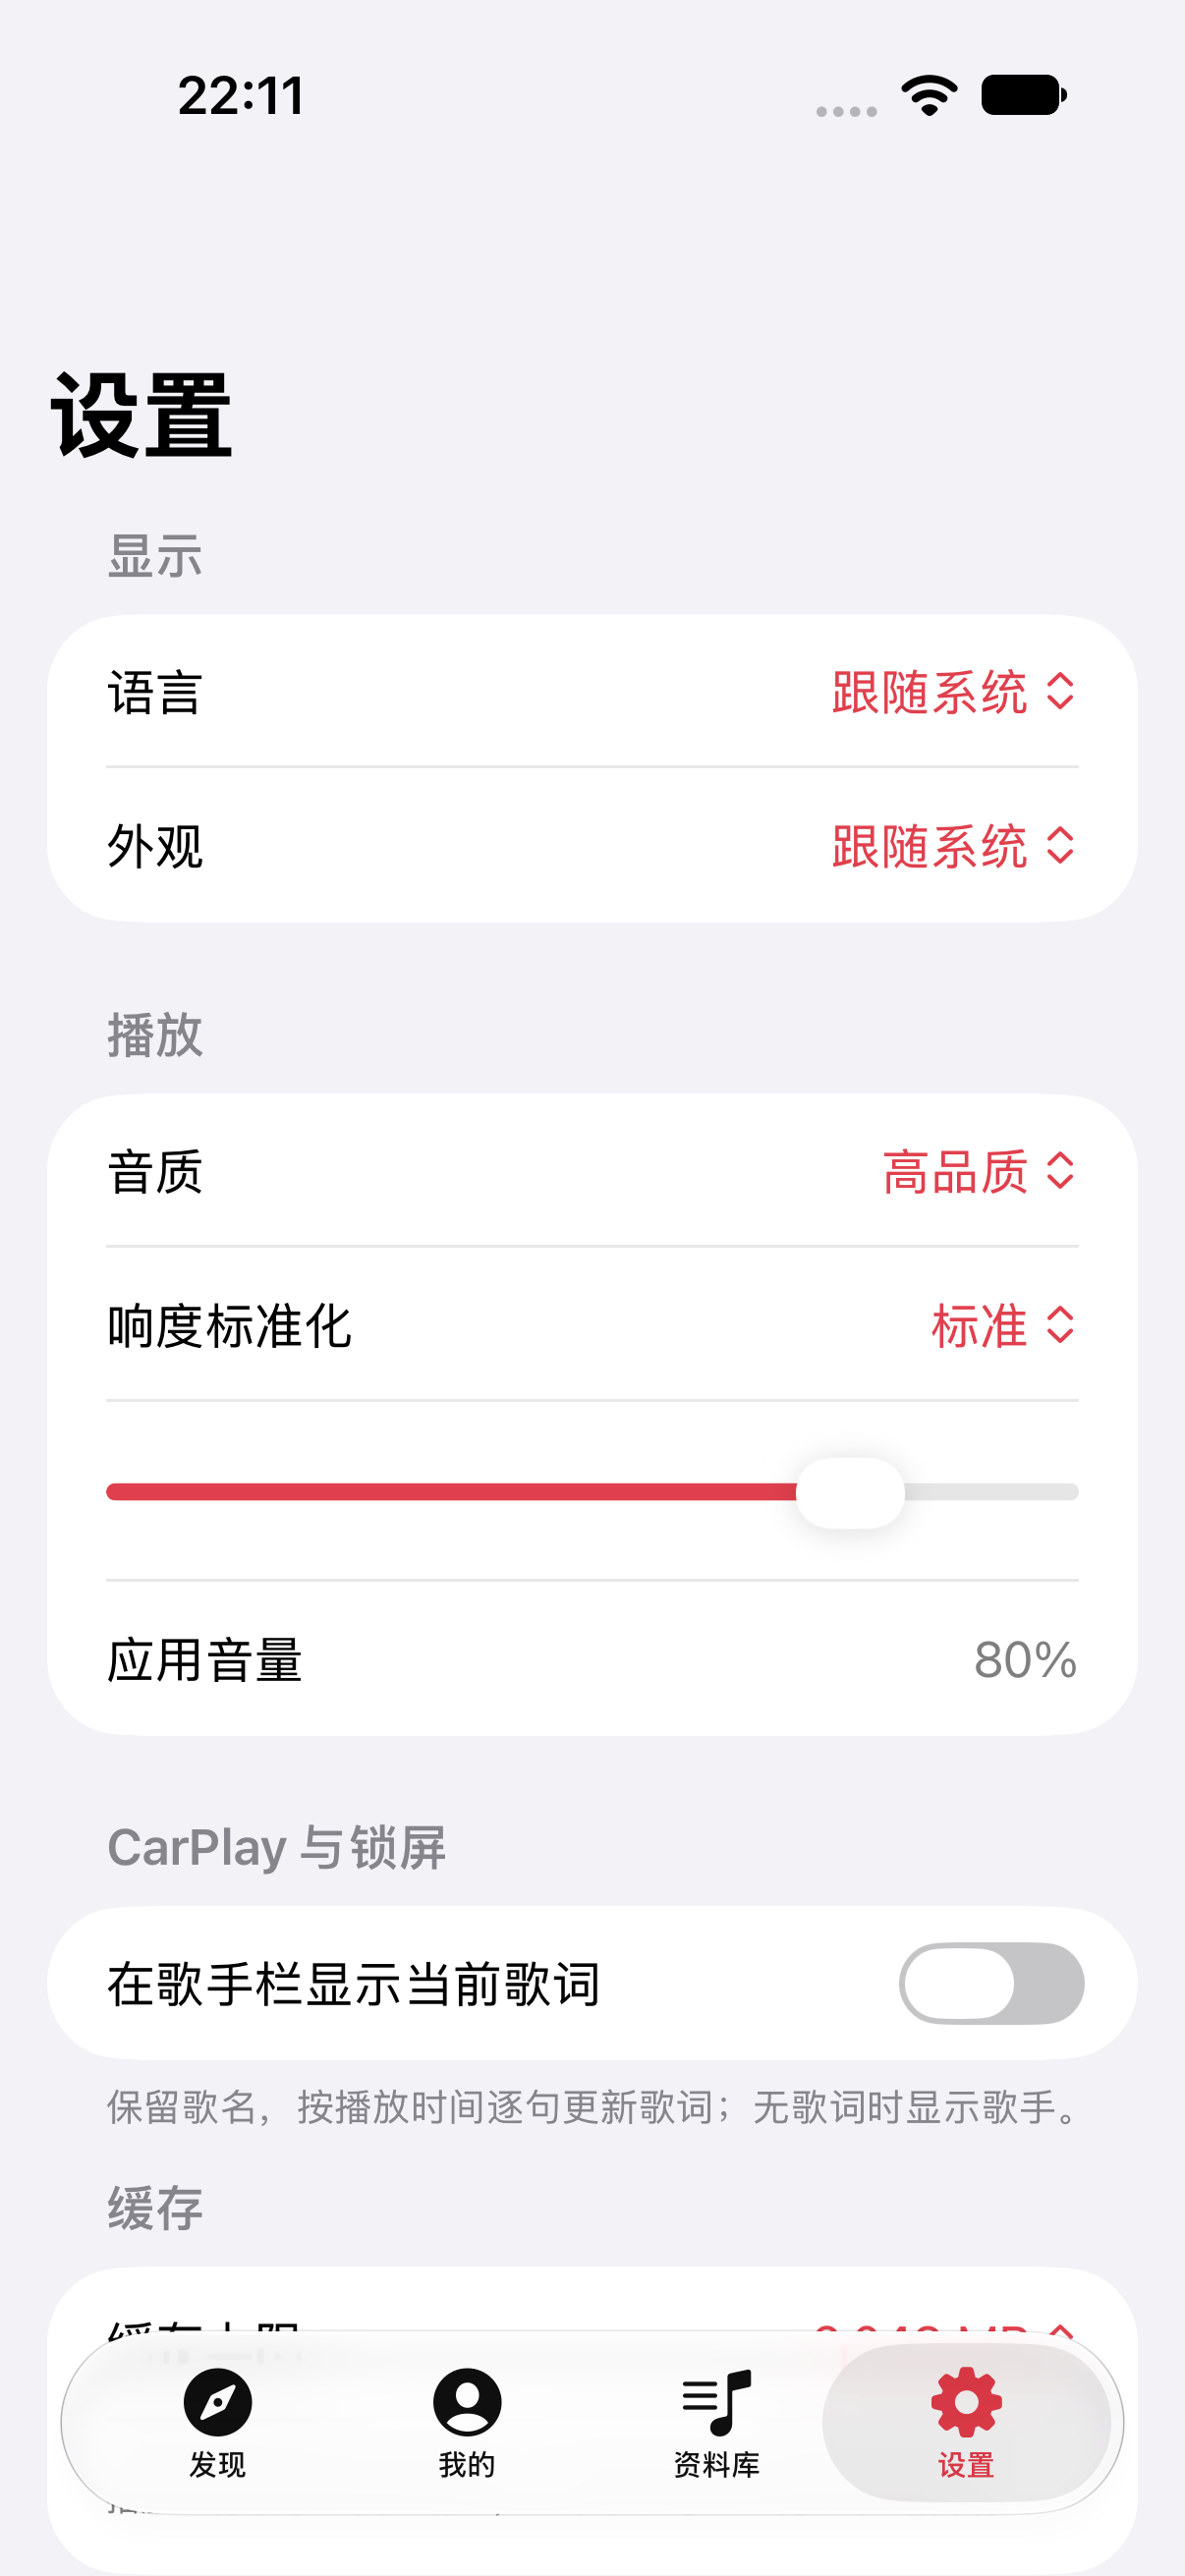 22:11
设置
显示
语言 跟随系统
外观 跟随系统
播放
音质 高品质
响度标准化 标准
应用音量 80%
CarPlay 与锁屏
在歌手栏显示当前歌词
保留歌名，按播放时间逐句更新歌词；无歌词时显示歌手。
缓存
发现 我的 资料库 设置